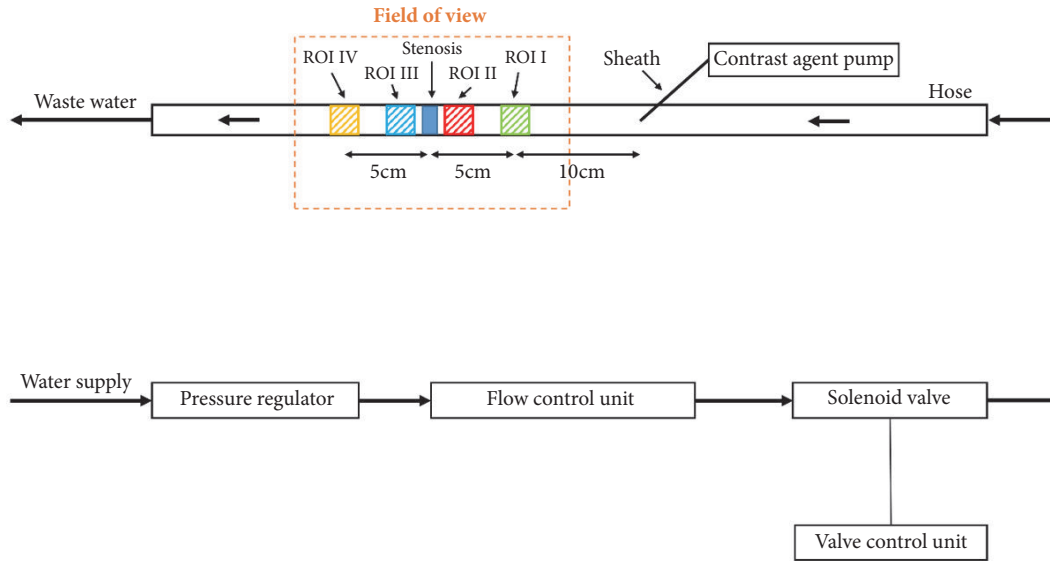 Field of view
Stenosis
ROI IV
ROI III
ROI II
ROI I
Sheath
Contrast agent pump
Waste water
Hose
5cm
5cm
10cm
Water supply
Pressure regulator
Flow control unit
Solenoid valve
Valve control unit